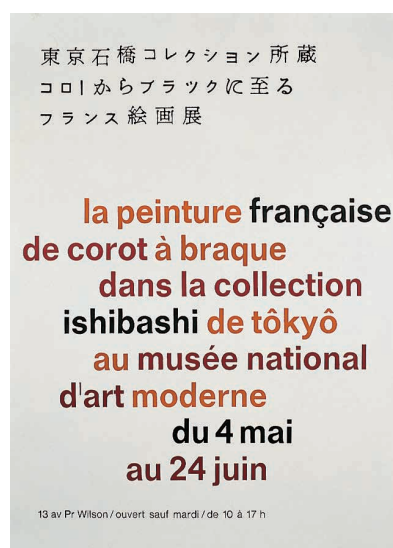 東京石橋コレクション所蔵
コローからブラックに至る
フランス絵画展
la peinture française
de corot à braque
dans la collection
ishibashi de tôkyô
au musée national
d'art moderne
du 4 mai
au 24 juin
13 av Pr Wilson / ouvert sauf mardi / de 10 à 17 h